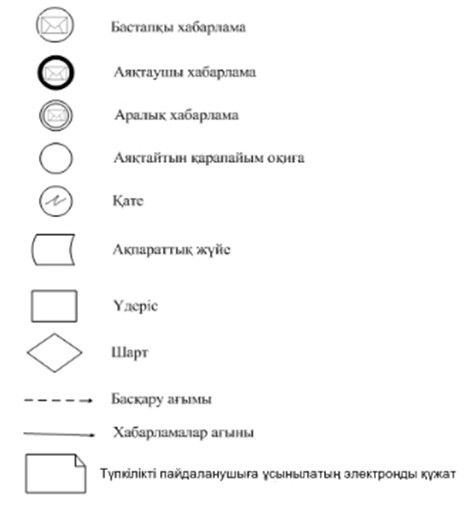 Бастапқы хабарлама
Аяқтаушы хабарлама
Аралық хабарлама
Аяқтайтын қарапайым оқиға
Қате
Ақпараттық жүйе
Үдеріс
Шарт
Басқару ағымы
Хабарламалар ағыны
Түпкілікті пайдаланушыға ұсынылатың электронды құжат